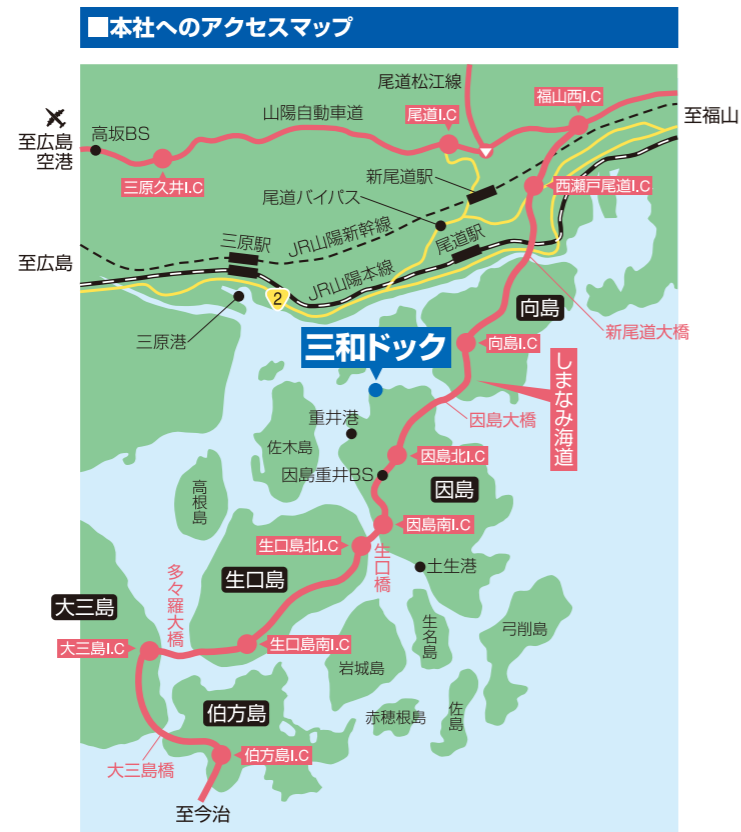 ■本社へのアクセスマップ
尾道松江線
福山西I.C
山陽自動車道
尾道I.C
至福山
至広島
空港
高坂BS
三原久井I.C
新尾道駅
西瀬戸尾道I.C
尾道バイパス
JR山陽新幹線
三原駅
尾道駅
至広島
JR山陽本線
2
向島
新尾道大橋
三原港
三和ドック
向島I.C
しまなみ海道
因島大橋
重井港
佐木島
因島北I.C
因島重井BS
因島
高根島
因島南I.C
生口島北I.C
生口橋
土生港
多々羅大橋
生口島
大三島
生名島
弓削島
大三島I.C
生口島南I.C
岩城島
伯方島
赤穂根島
佐島
伯方島I.C
大三島橋
至今治